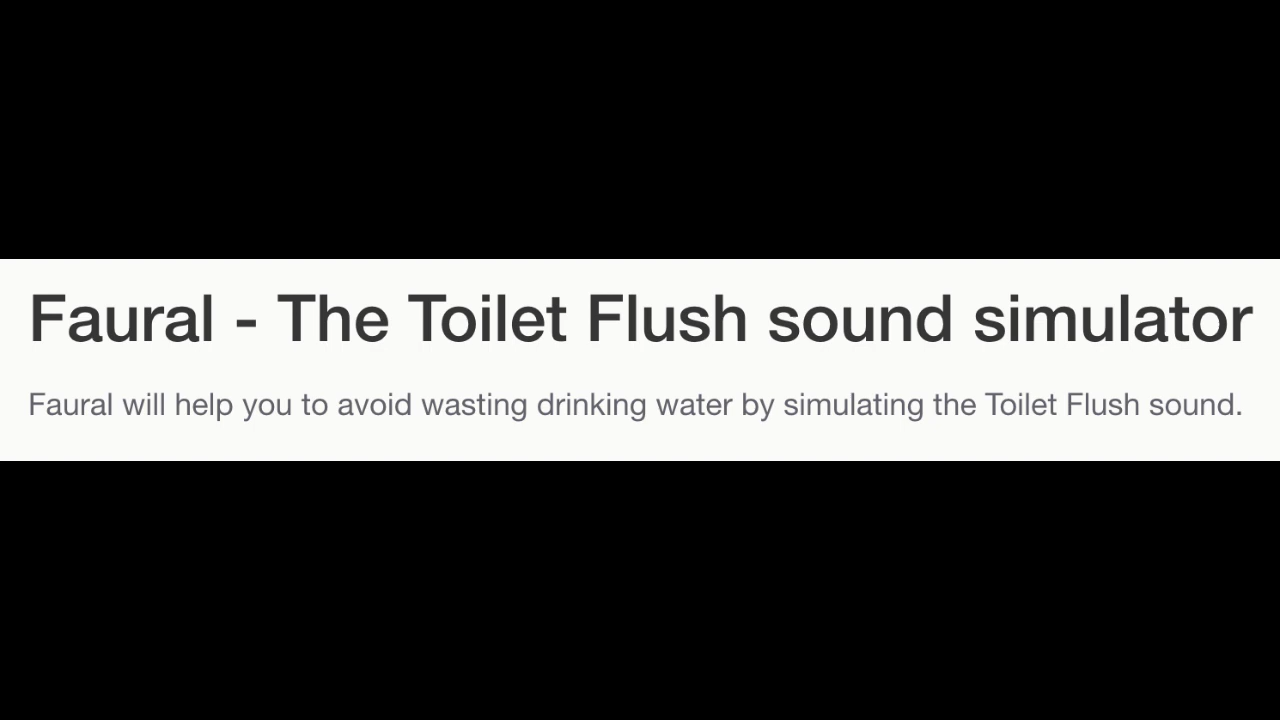 Faural - The Toilet Flush sound simulator
Faural will help you to avoid wasting drinking water by simulating the Toilet Flush sound.